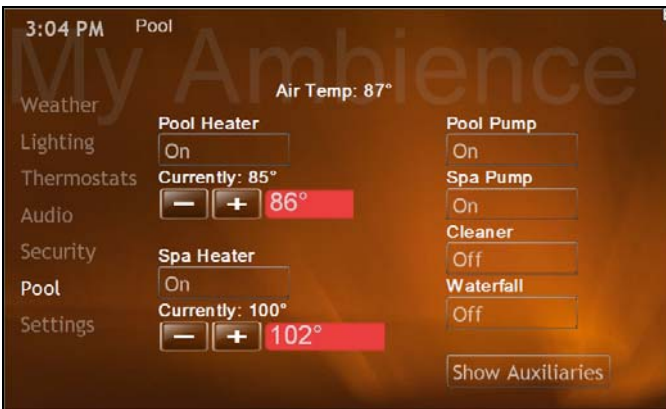 3:04 PM Pool
My Ambience
Air Temp: 87°
Weather
Lighting
Thermostats
Audio
Security
Pool
Settings
Pool Heater
On
Currently: 85°
− + 86°
Spa Heater
On
Currently: 100°
− + 102°
Pool Pump
On
Spa Pump
On
Cleaner
Off
Waterfall
Off
Show Auxiliaries